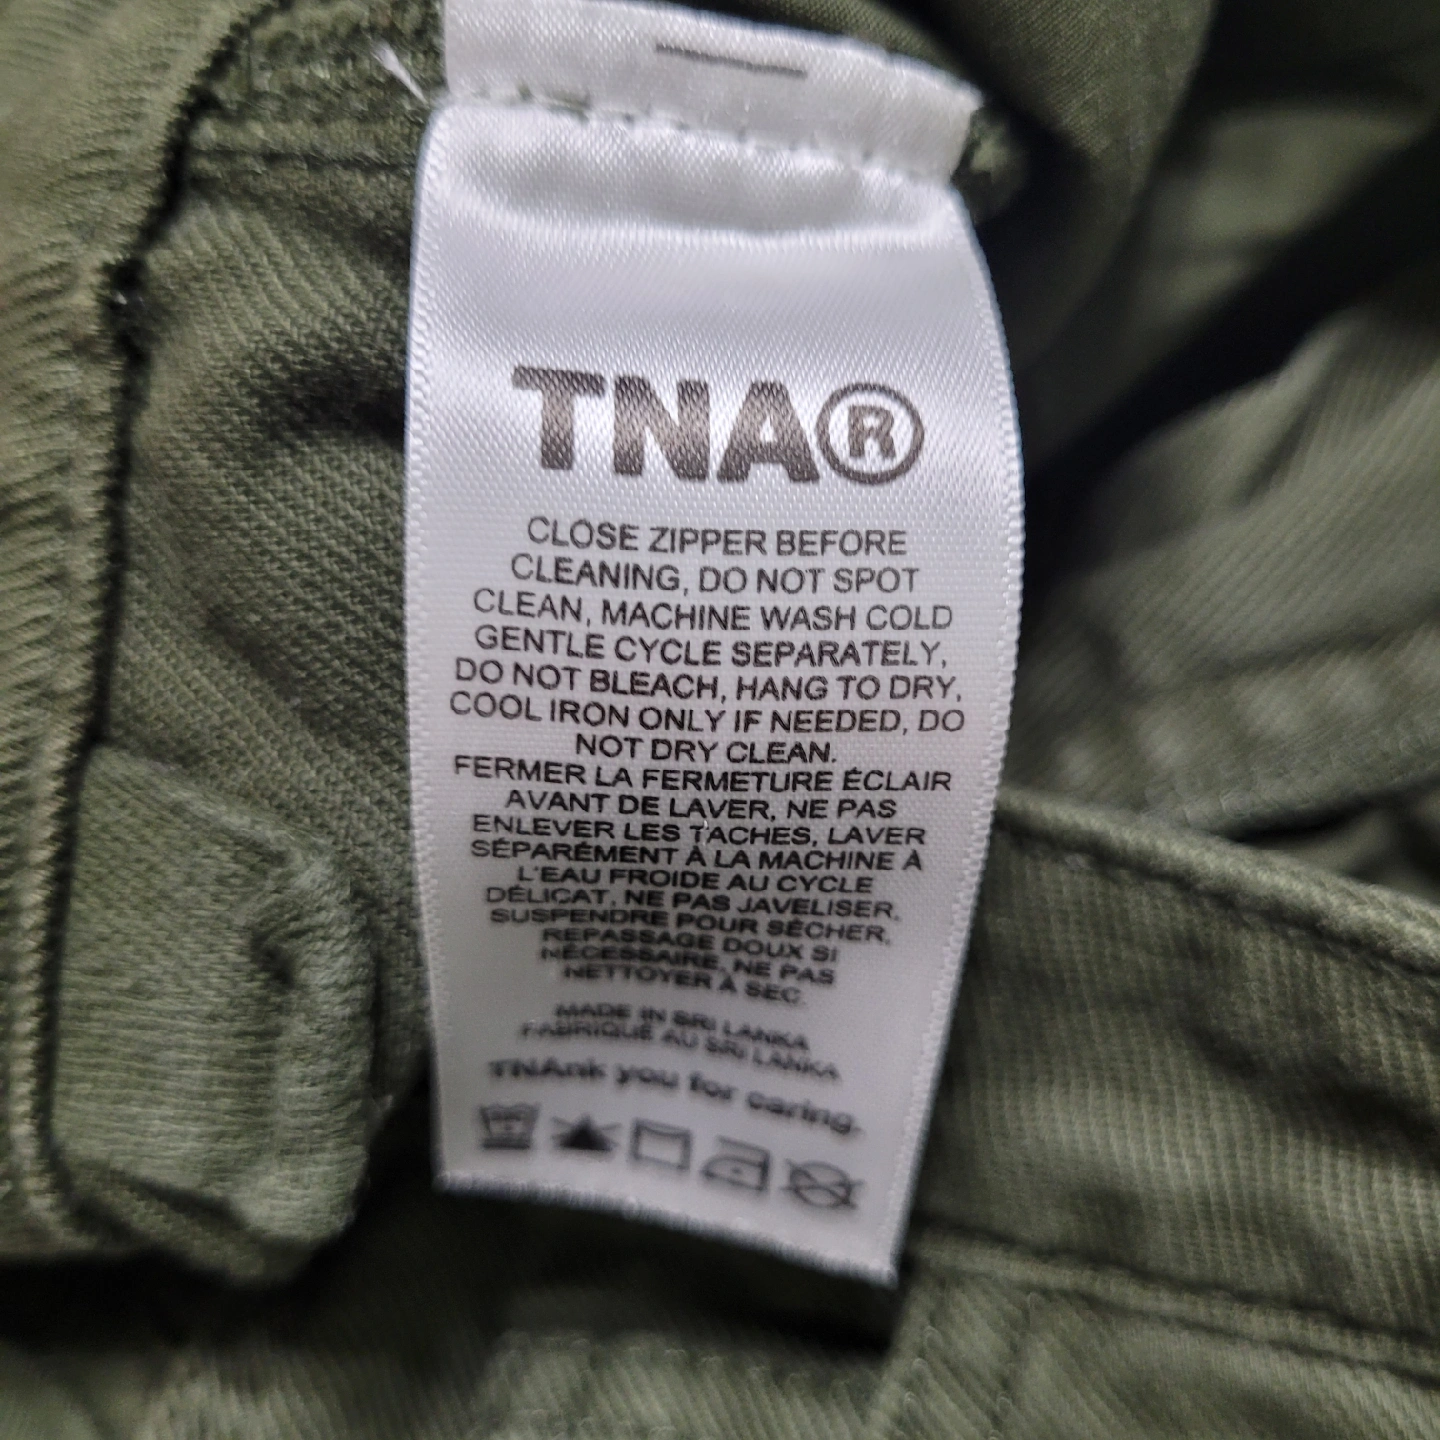 TNA®
CLOSE ZIPPER BEFORE
CLEANING, DO NOT SPOT
CLEAN, MACHINE WASH COLD
GENTLE CYCLE SEPARATELY,
DO NOT BLEACH, HANG TO DRY,
COOL IRON ONLY IF NEEDED, DO
NOT DRY CLEAN.
FERMER LA FERMETURE ÉCLAIR
AVANT DE LAVER, NE PAS
ENLEVER LES TACHES, LAVER
SÉPARÉMENT À LA MACHINE À
L'EAU FROIDE AU CYCLE
DÉLICAT, NE PAS JAVELISER,
SUSPENDRE POUR SÉCHER,
REPASSAGE DOUX SI
NÉCESSAIRE, NE PAS
NETTOYER À SEC.
MADE IN SRI LANKA
FABRIQUÉ AU SRI LANKA
TNAnk you for caring.